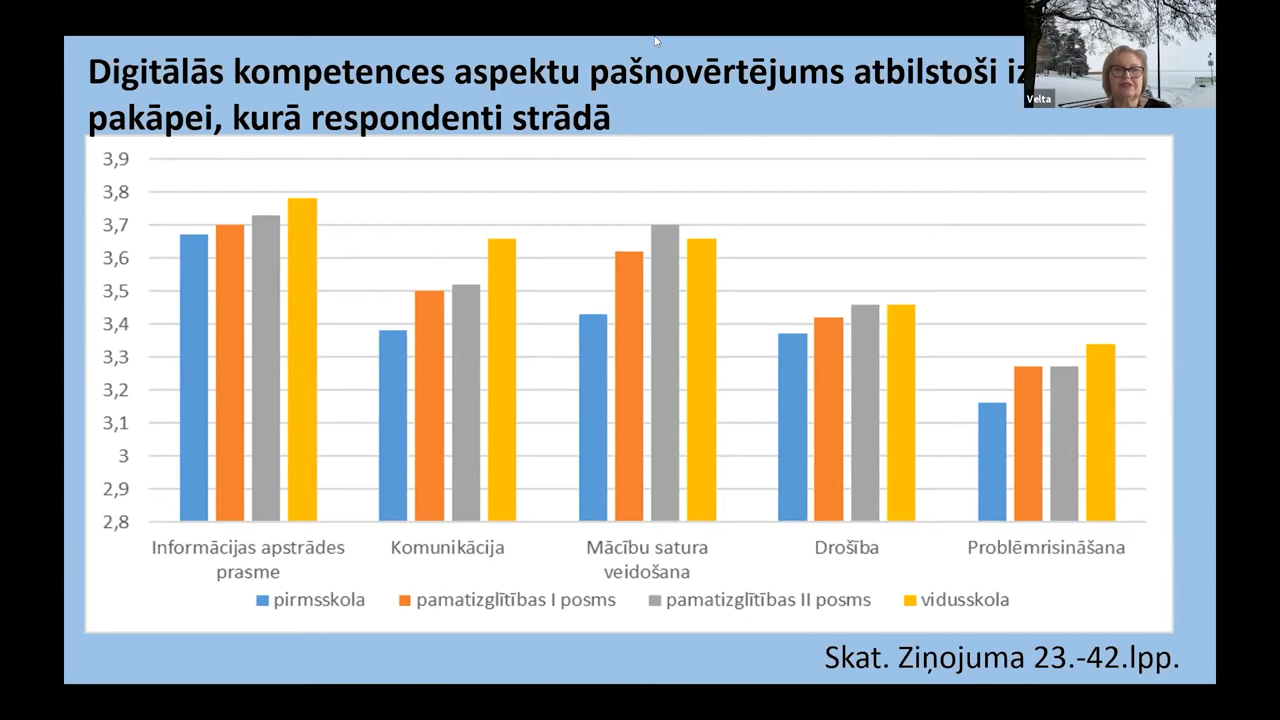 Digitālās kompetences aspektu pašnovērtējums atbilstoši
pakāpei, kurā respondenti strādā
Velta
3,9
3,8
3,7
3,6
3,5
3,4
3,3
3,2
3,1
3
2,9
2,8
Informācijas apstrādes
prasme
Komunikācija
Mācību satura
veidošana
Drošība
Problēmrisināšana
pirmsskola
pamatizglītības I posms
pamatizglītības II posms
vidusskola
Skat. Ziņojuma 23.-42.lpp.